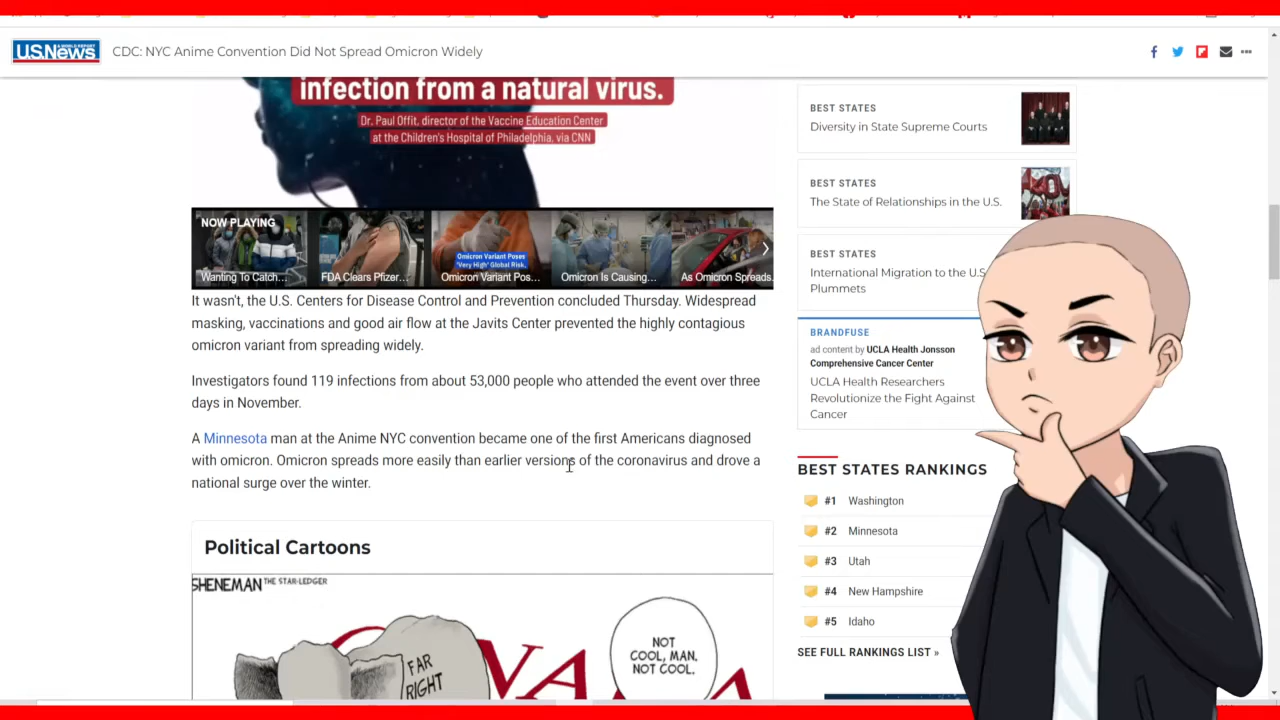 U.S.News
A WORLD REPORT
CDC: NYC Anime Convention Did Not Spread Omicron Widely
infection from a natural virus.
Dr. Paul Offit, director of the Vaccine Education Center
at the Children's Hospital of Philadelphia, via CNN
NOW PLAYING
Wanting To Catch...
FDA Clears Pfizer...
Omicron Variant Poses
'Very High' Global Risk,
Omicron Variant Pos...
Omicron Is Causing...
As Omicron Spreads,
It wasn't, the U.S. Centers for Disease Control and Prevention concluded Thursday. Widespread
masking, vaccinations and good air flow at the Javits Center prevented the highly contagious
omicron variant from spreading widely.
Investigators found 119 infections from about 53,000 people who attended the event over three
days in November.
A Minnesota man at the Anime NYC convention became one of the first Americans diagnosed
with omicron. Omicron spreads more easily than earlier versions of the coronavirus and drove a
national surge over the winter.
Political Cartoons
SHENEMAN THE STAR-LEDGER
FAR
RIGHT
VA
NOT
COOL, MAN.
NOT COOL.
BEST STATES
Diversity in State Supreme Courts
BEST STATES
The State of Relationships in the U.S.
BEST STATES
International Migration to the U.S
Plummets
BRANDFUSE
ad content by UCLA Health Jonsson
Comprehensive Cancer Center
UCLA Health Researchers
Revolutionize the Fight Against
Cancer
BEST STATES RANKINGS
#1 Washington
#2 Minnesota
#3 Utah
#4 New Hampshire
#5 Idaho
SEE FULL RANKINGS LIST »